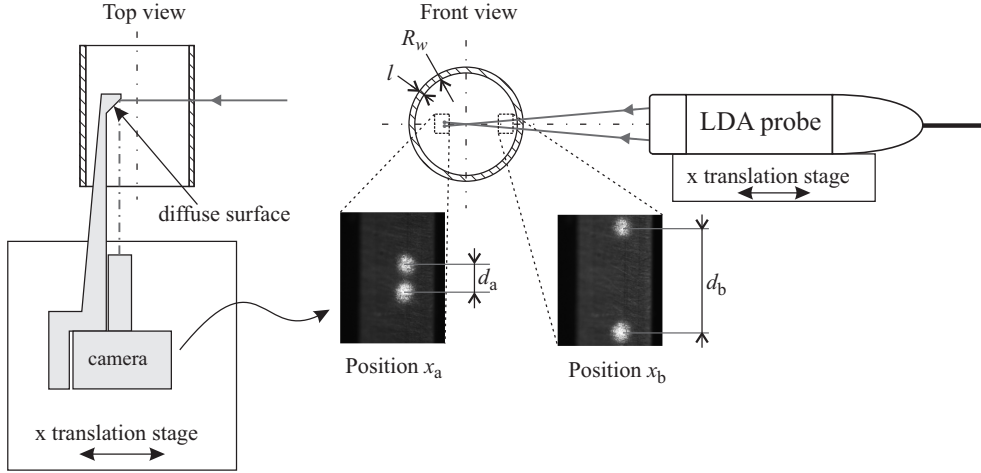 Top view
diffuse surface
camera
x translation stage
Front view
R_w
l
LDA probe
x translation stage
d_a
d_b
Position x_a
Position x_b